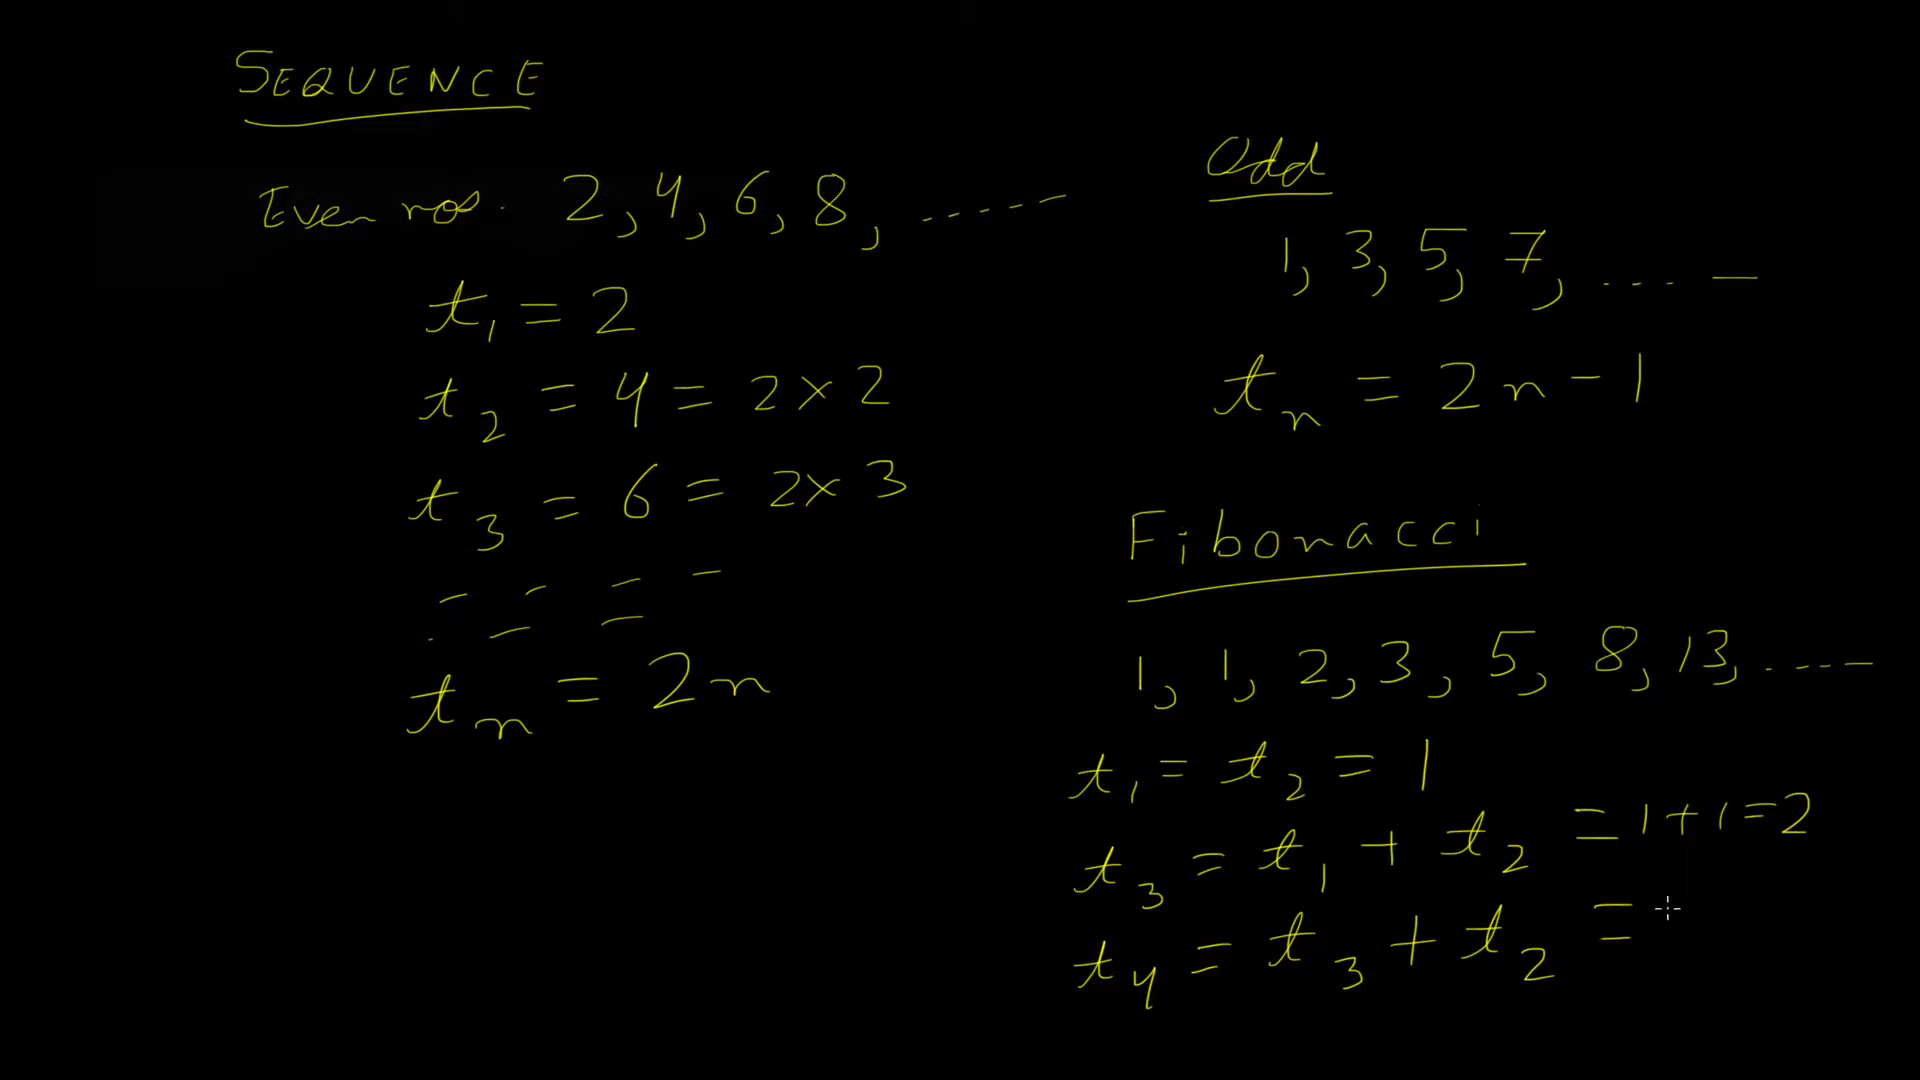 SEQUENCE
Even nos. 2, 4, 6, 8, .....
t₁ = 2
t₂ = 4 = 2 × 2
t₃ = 6 = 2 × 3
tₙ = 2n
Odd
1, 3, 5, 7, .... —
tₙ = 2n - 1
Fibonacci
1, 1, 2, 3, 5, 8, 13, .....
t₁ = t₂ = 1
t₃ = t₁ + t₂ = 1 + 1 = 2
t₄ = t₃ + t₂ =